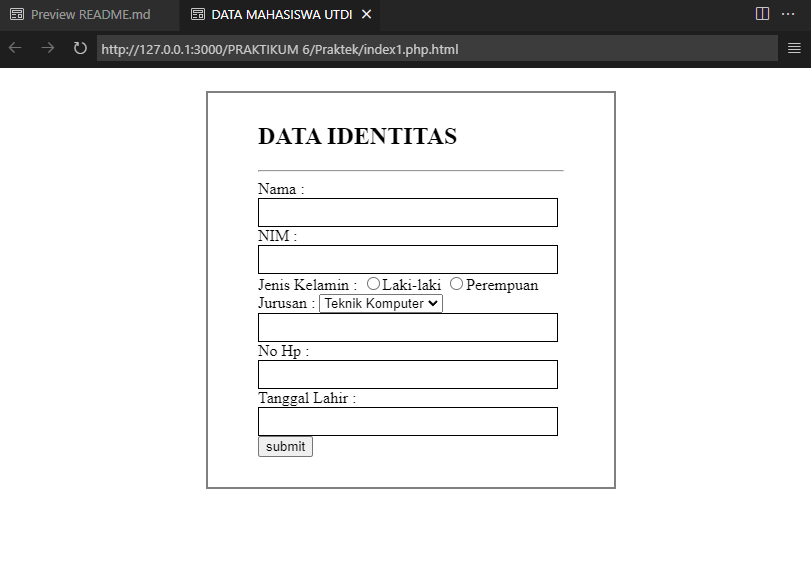 Preview README.md
DATA MAHASISWA UTDI
http://127.0.0.1:3000/PRAKTIKUM 6/Praktek/index1.php.html
DATA IDENTITAS
Nama :
NIM :
Jenis Kelamin : Laki-laki Perempuan
Jurusan : Teknik Komputer
No Hp :
Tanggal Lahir :
submit